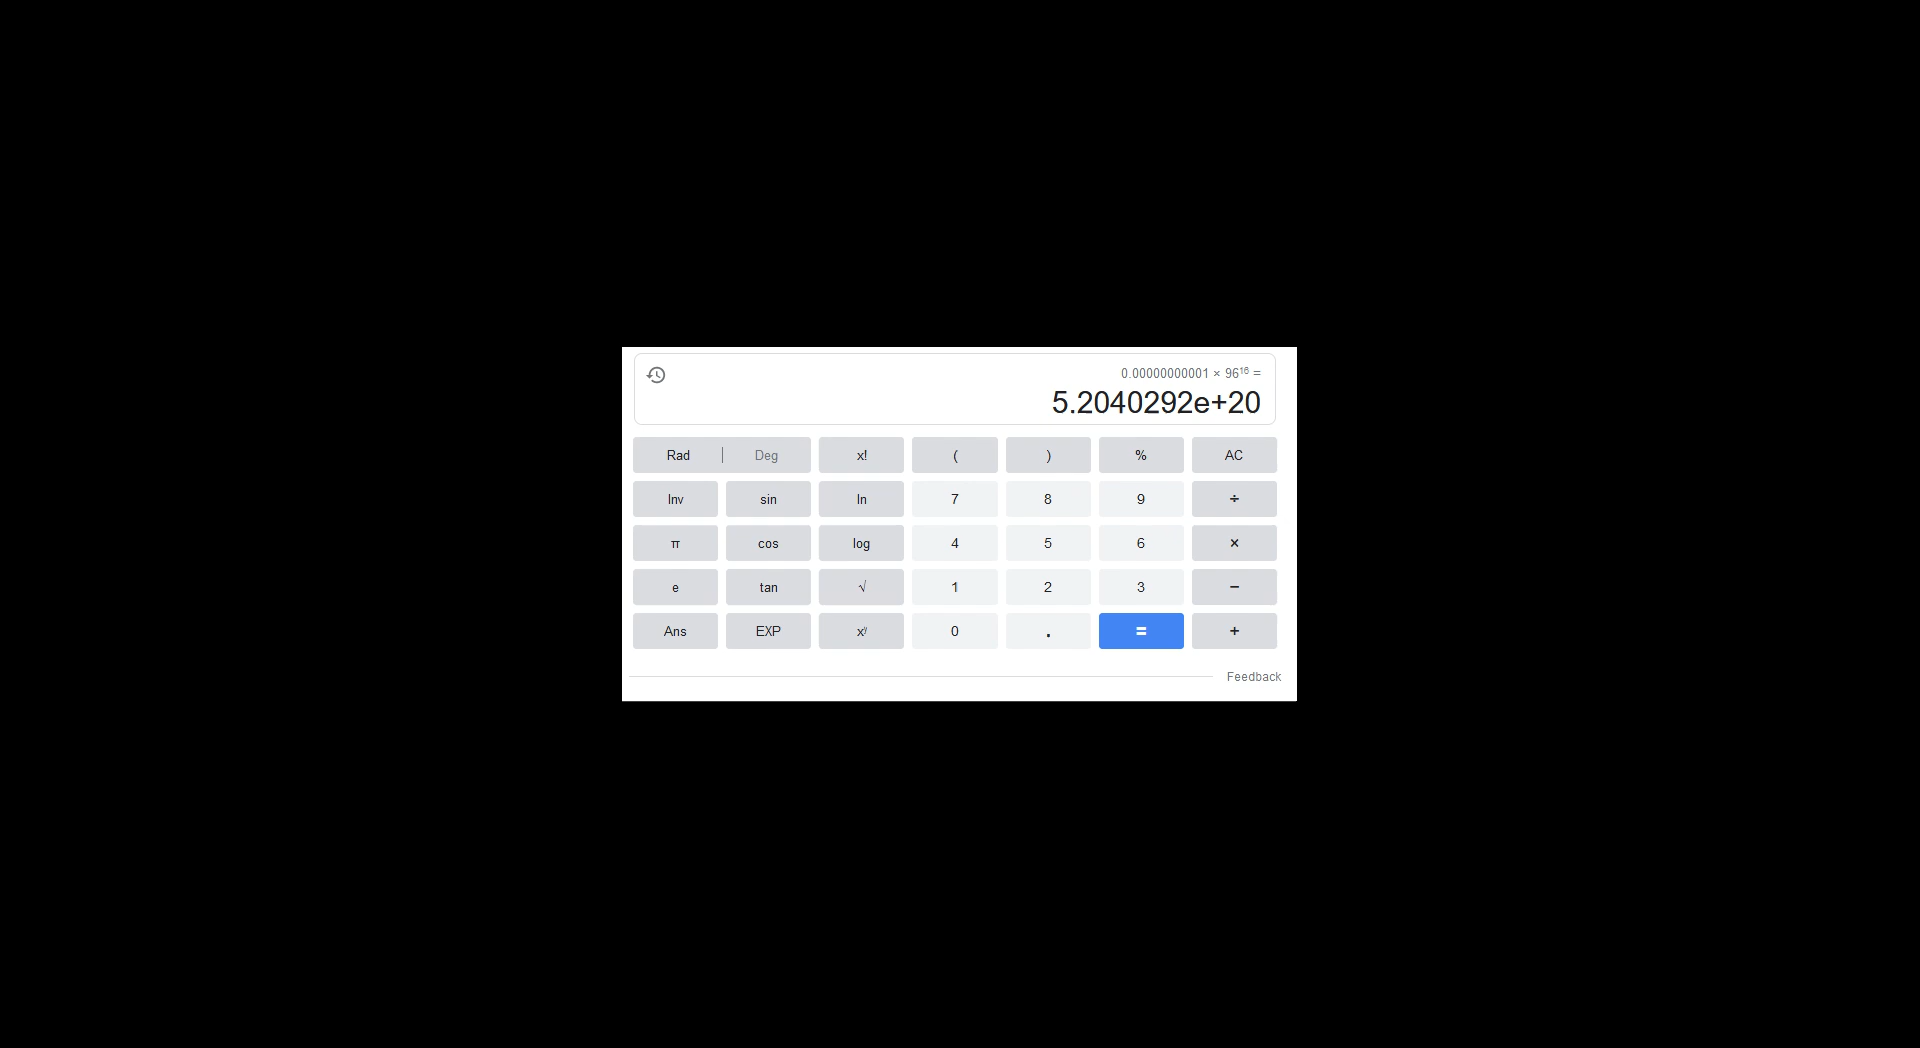 0.00000000001 × 96¹⁶ =
5.2040292e+20
Rad | Deg x! ( ) % AC
Inv sin ln 7 8 9 ÷
π cos log 4 5 6 ×
e tan √ 1 2 3 −
Ans EXP xʸ 0 . = +
Feedback